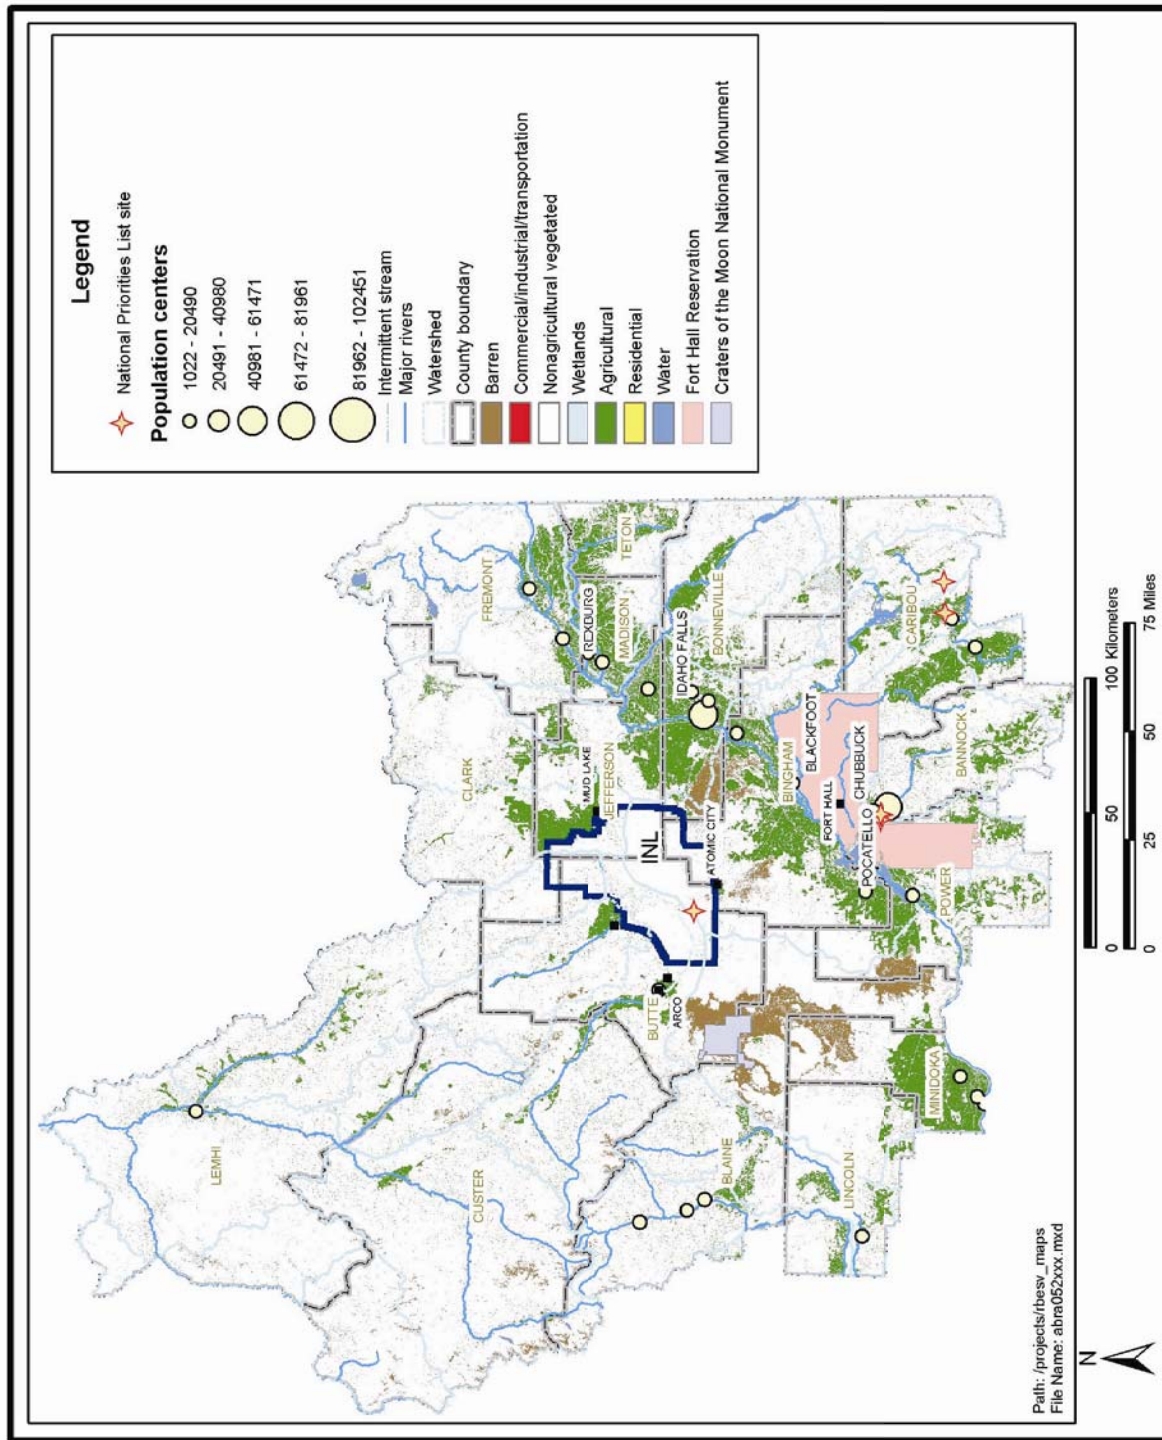 Legend
National Priorities List site
Population centers
1022 - 20490
20491 - 40980
40981 - 61471
61472 - 81961
81962 - 102451
Intermittent stream
Major rivers
Watershed
County boundary
Barren
Commercial/industrial/transportation
Nonagricultural vegetated
Wetlands
Agricultural
Residential
Water
Fort Hall Reservation
Craters of the Moon National Monument
LEMHI
CUSTER
CLARK
FREMONT
REXBURG
TETON
MADISON
MUD LAKE
JEFFERSON
BUTTE
ARCO
INL
ATOMIC CITY
IDAHO FALLS
BONNEVILLE
BLAINE
BINGHAM
BLACKFOOT
FORT HALL
CHUBBUCK
POCATELLO
CARIBOU
LINCOLN
MINIDOKA
POWER
BANNOCK
Path: /projects/rbesv_maps
File Name: abra052xxx.mxd
N
0 50 100 Kilometers
0 25 50 75 Miles